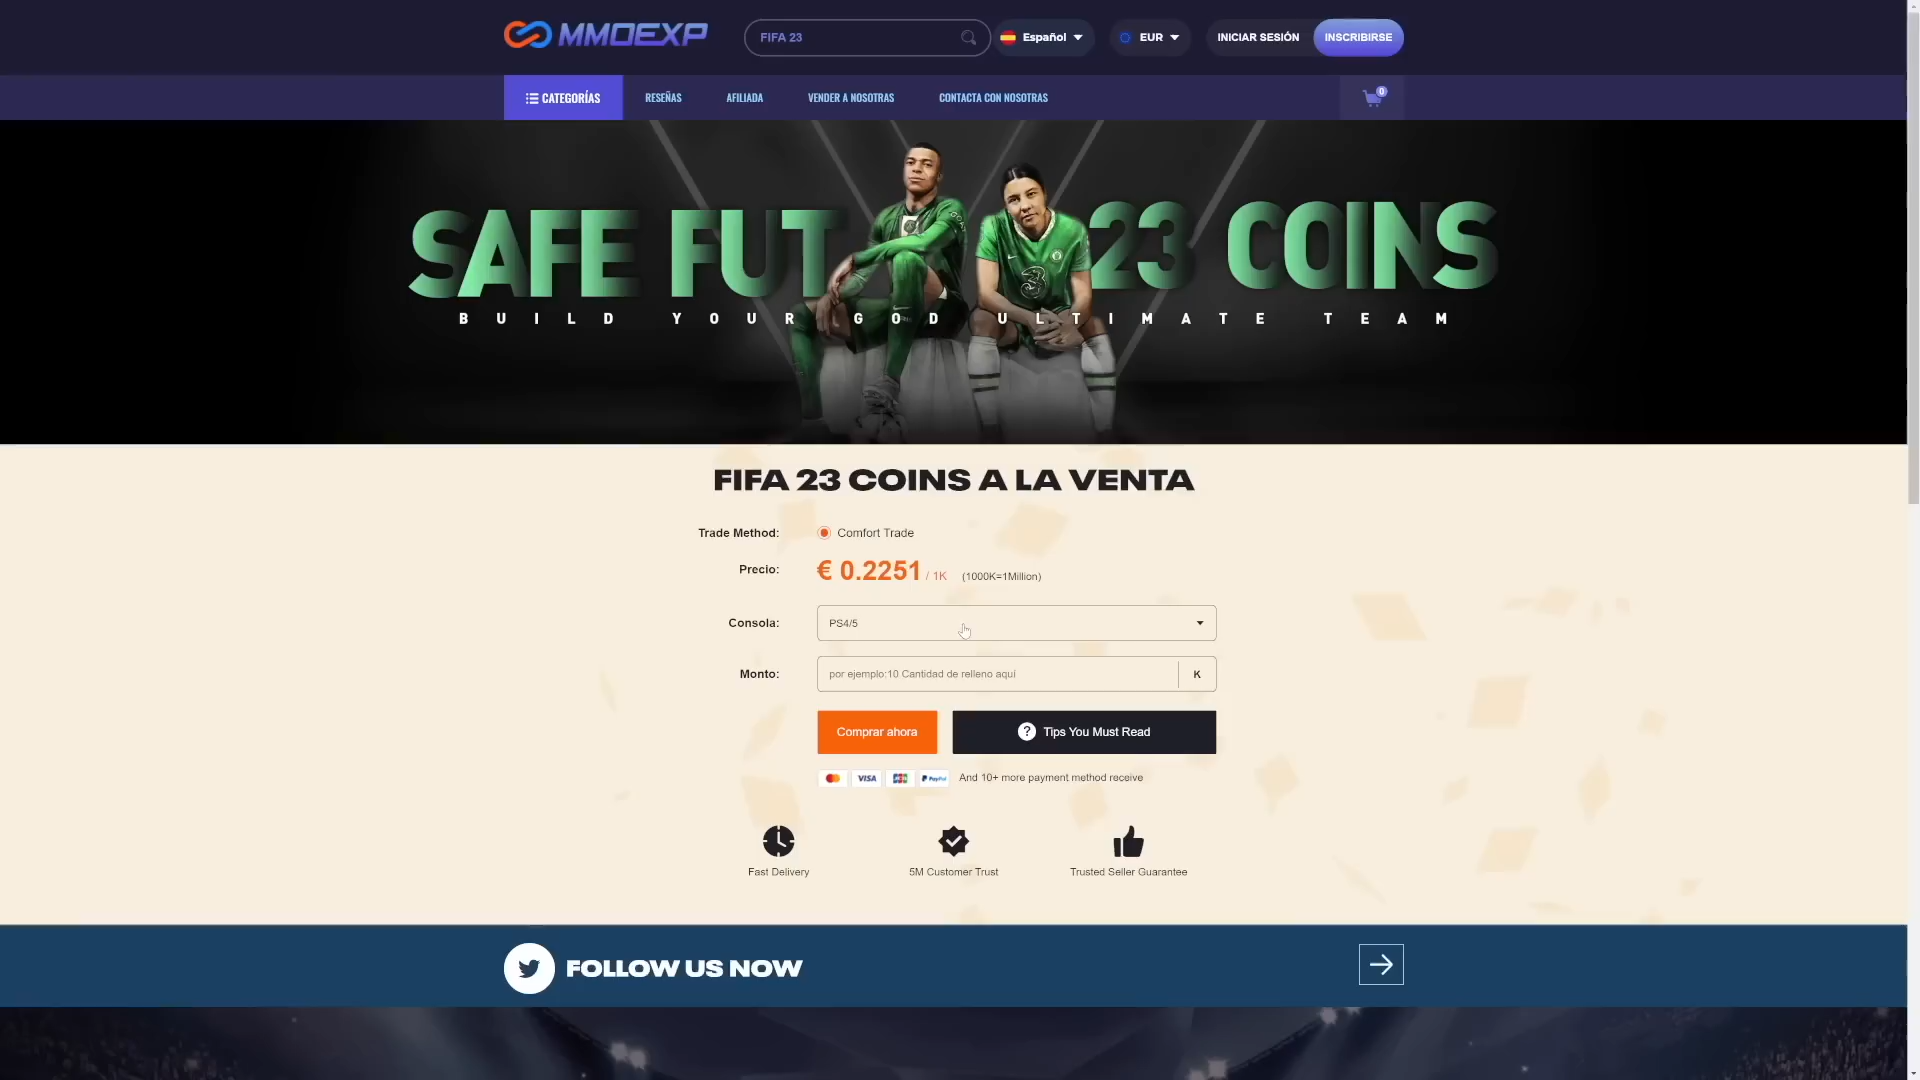 MMOEXP
FIFA 23
Español
EUR
INICIAR SESIÓN
INSCRIBIRSE
CATEGORÍAS
RESEÑAS
AFILIADA
VENDER A NOSOTRAS
CONTACTA CON NOSOTRAS
0
SAFE FUT 23 COINS
BUILD YOUR GOD ULTIMATE TEAM
FIFA 23 COINS A LA VENTA
Trade Method: Comfort Trade
Precio: € 0.2251 / 1K (1000K=1Million)
Consola: PS4/5
Monto: por ejemplo:10 Cantidad de relleno aquí K
Comprar ahora
? Tips You Must Read
VISA JCB PayPal And 10+ more payment method receive
Fast Delivery
5M Customer Trust
Trusted Seller Guarantee
FOLLOW US NOW